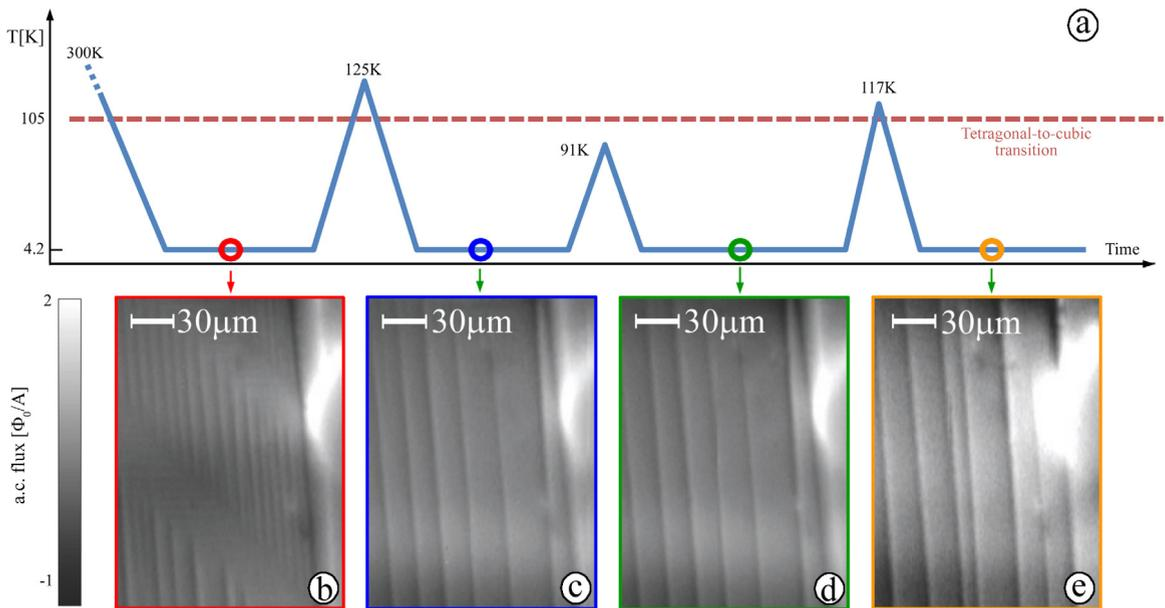 T[K]
a
300K
125K
117K
105
Tetragonal-to-cubic
transition
91K
4.2
Time
2
30μm
30μm
30μm
30μm
a.c. flux [Φ₀/A]
-1
b
c
d
e